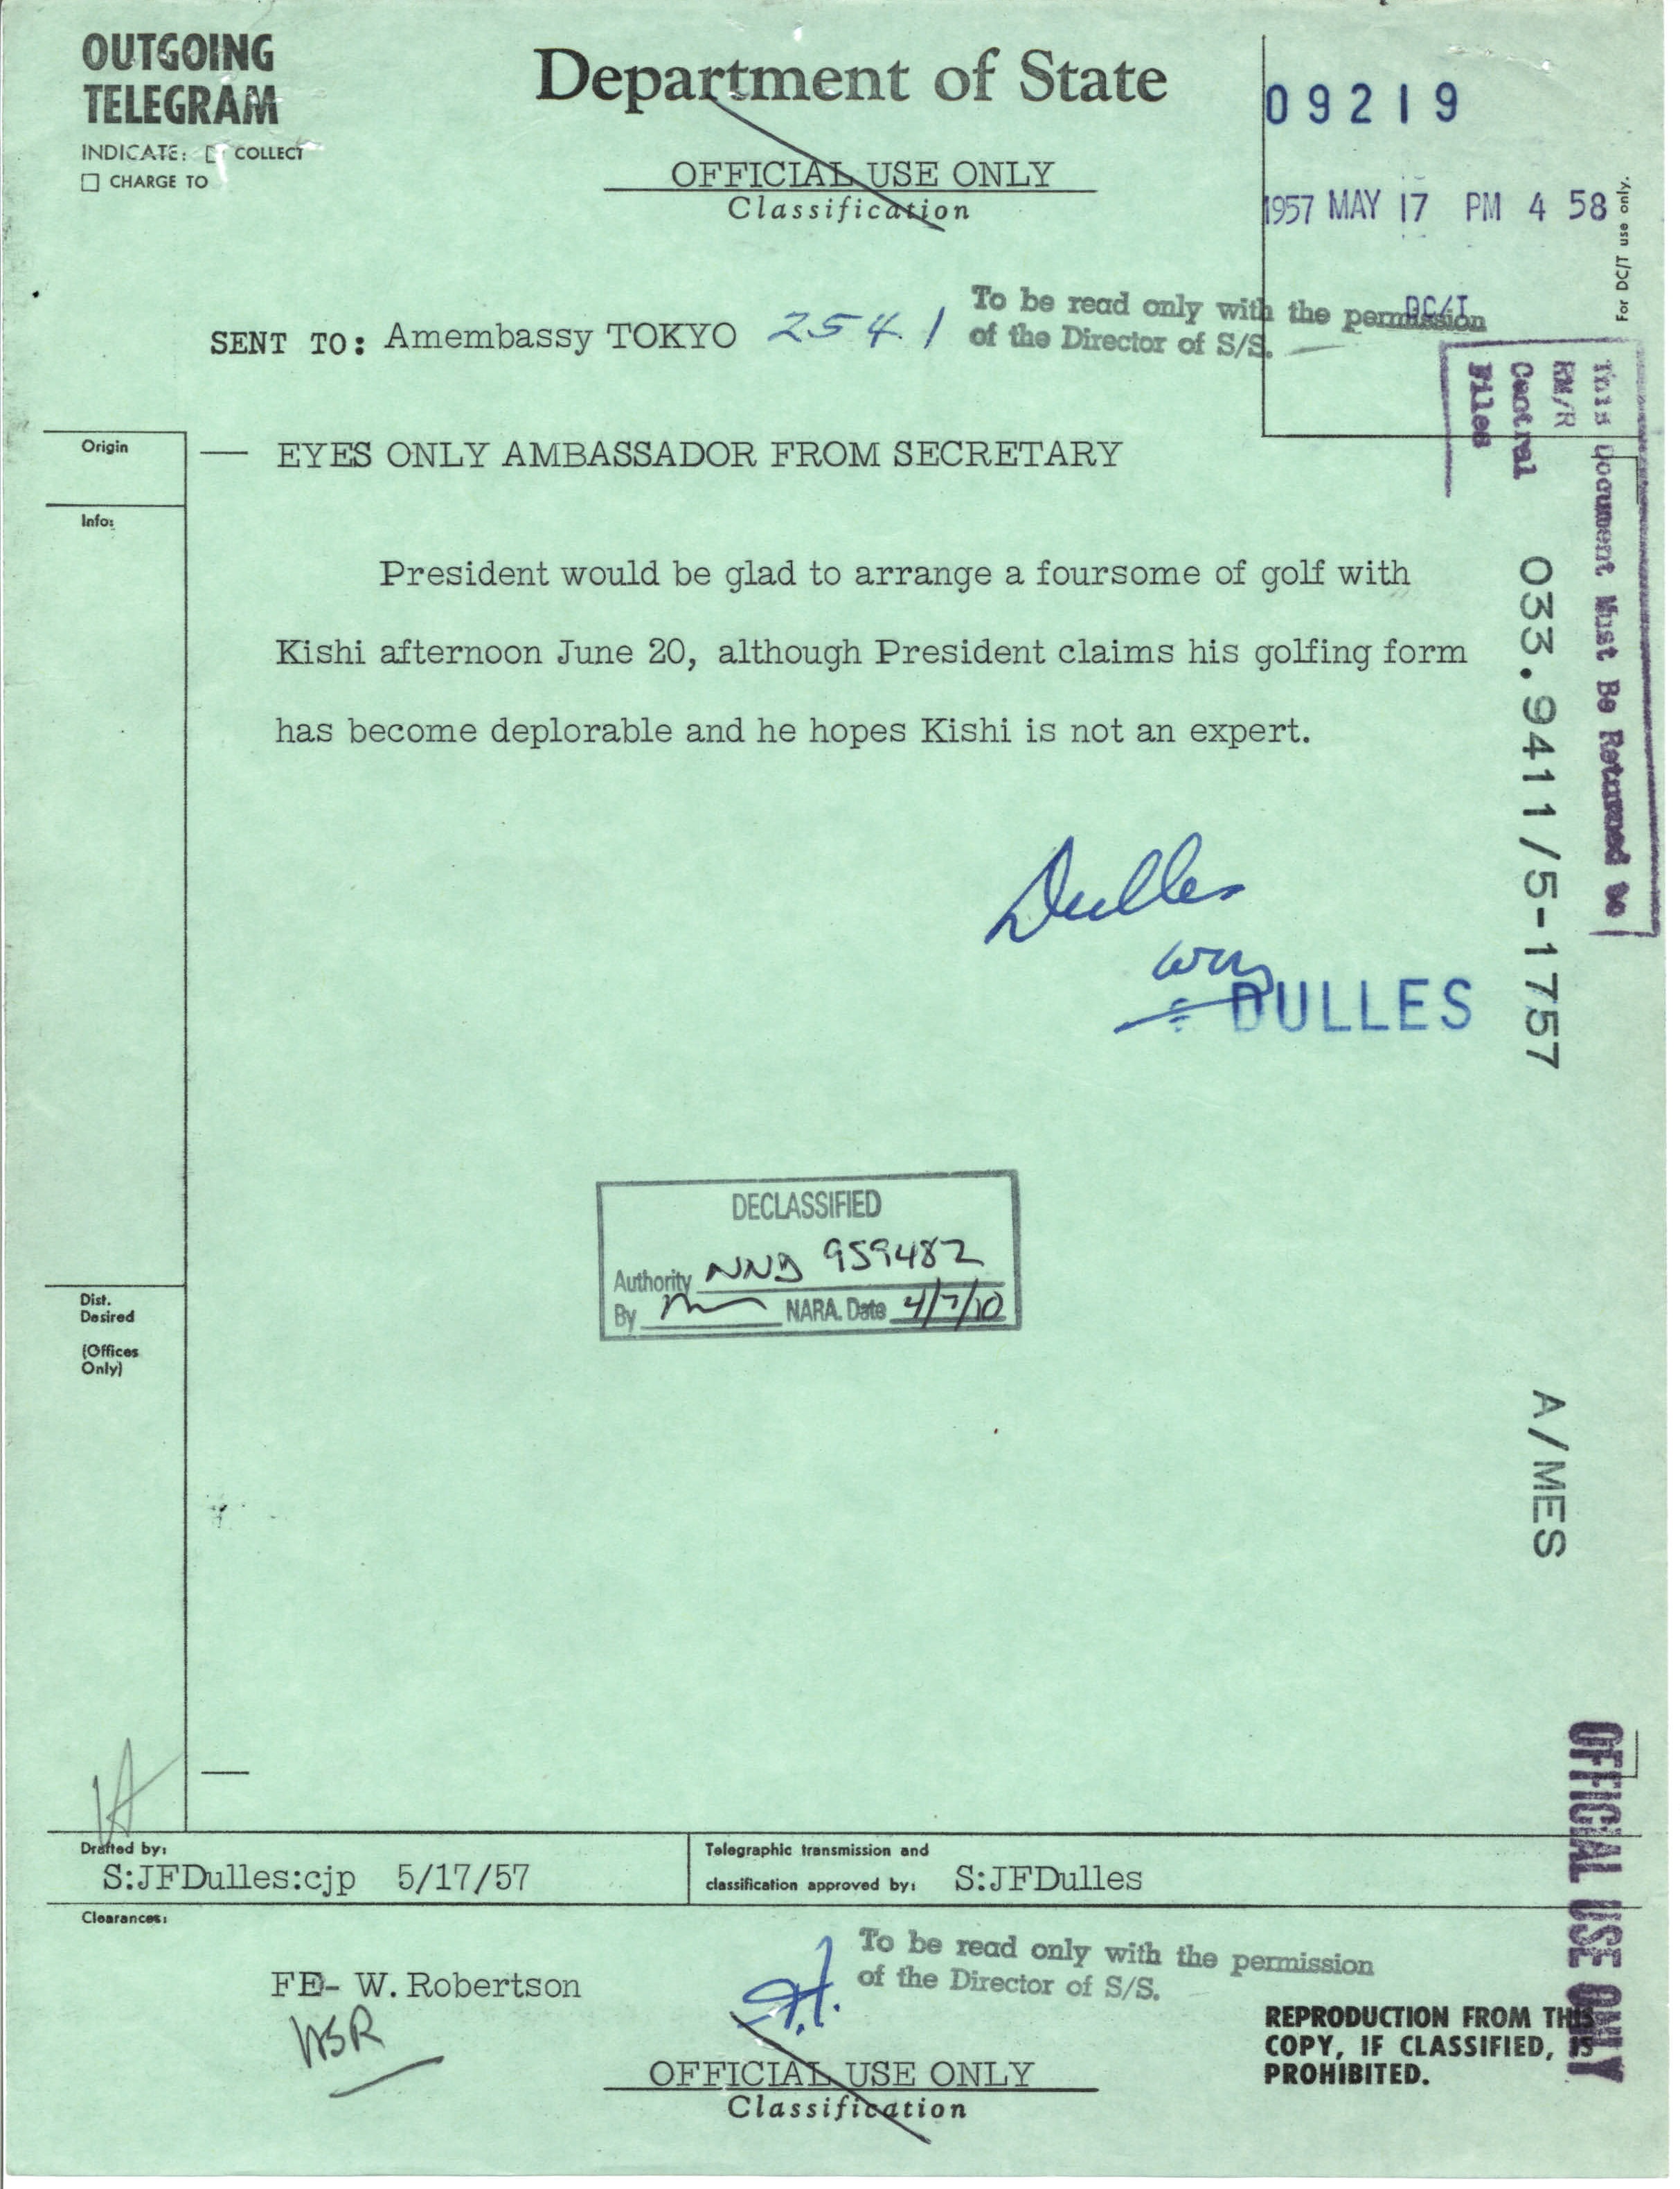 OUTGOING
TELEGRAM
INDICATE: ☐ COLLECT
☐ CHARGE TO
Department of State
OFFICIAL USE ONLY
Classification
09219
1957 MAY 17 PM 4 58
DC/T
For DC/T use only.
SENT TO: Amembassy TOKYO 2541
To be read only with the permission
of the Director of S/S.
This Document Must Be Returned to
RM/R
Central
Files
Origin
EYES ONLY AMBASSADOR FROM SECRETARY
Info:
President would be glad to arrange a foursome of golf with
Kishi afternoon June 20, although President claims his golfing form
has become deplorable and he hopes Kishi is not an expert.
033.9411/5-1757
Dulles
DULLES
DECLASSIFIED
Authority NND 959482
By NARA. Date 4/7/10
Dist.
Desired
(Offices
Only)
A/MES
OFFICIAL USE ONLY
Drafted by:
S:JFDulles:cjp 5/17/57
Telegraphic transmission and
classification approved by: S:JFDulles
Clearances:
FE- W. Robertson
WSR
To be read only with the permission
of the Director of S/S.
REPRODUCTION FROM THIS
COPY, IF CLASSIFIED, IS
PROHIBITED.
OFFICIAL USE ONLY
Classification